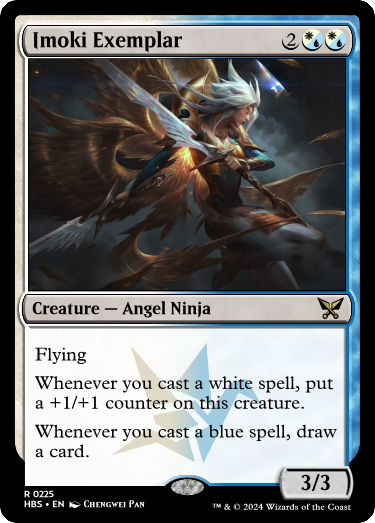 Imoki Exemplar 2
Creature — Angel Ninja
Flying
Whenever you cast a white spell, put
a +1/+1 counter on this creature.
Whenever you cast a blue spell, draw
a card.
3/3
R 0225
HBS • EN Chengwei Pan
™ & © 2024 Wizards of the Coast